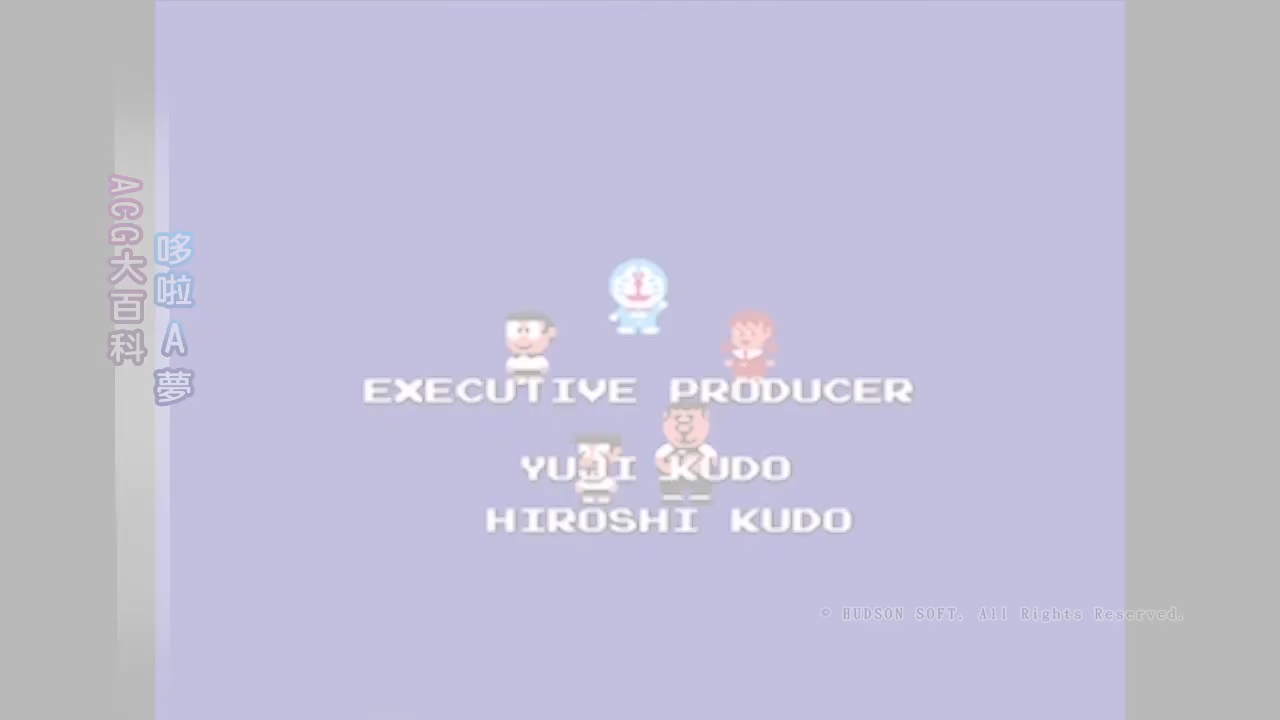 ACG大百科
哆啦A夢
EXECUTIVE PRODUCER
YUJI KUDO
HIROSHI KUDO
© HUDSON SOFT. All Rights Reserved.